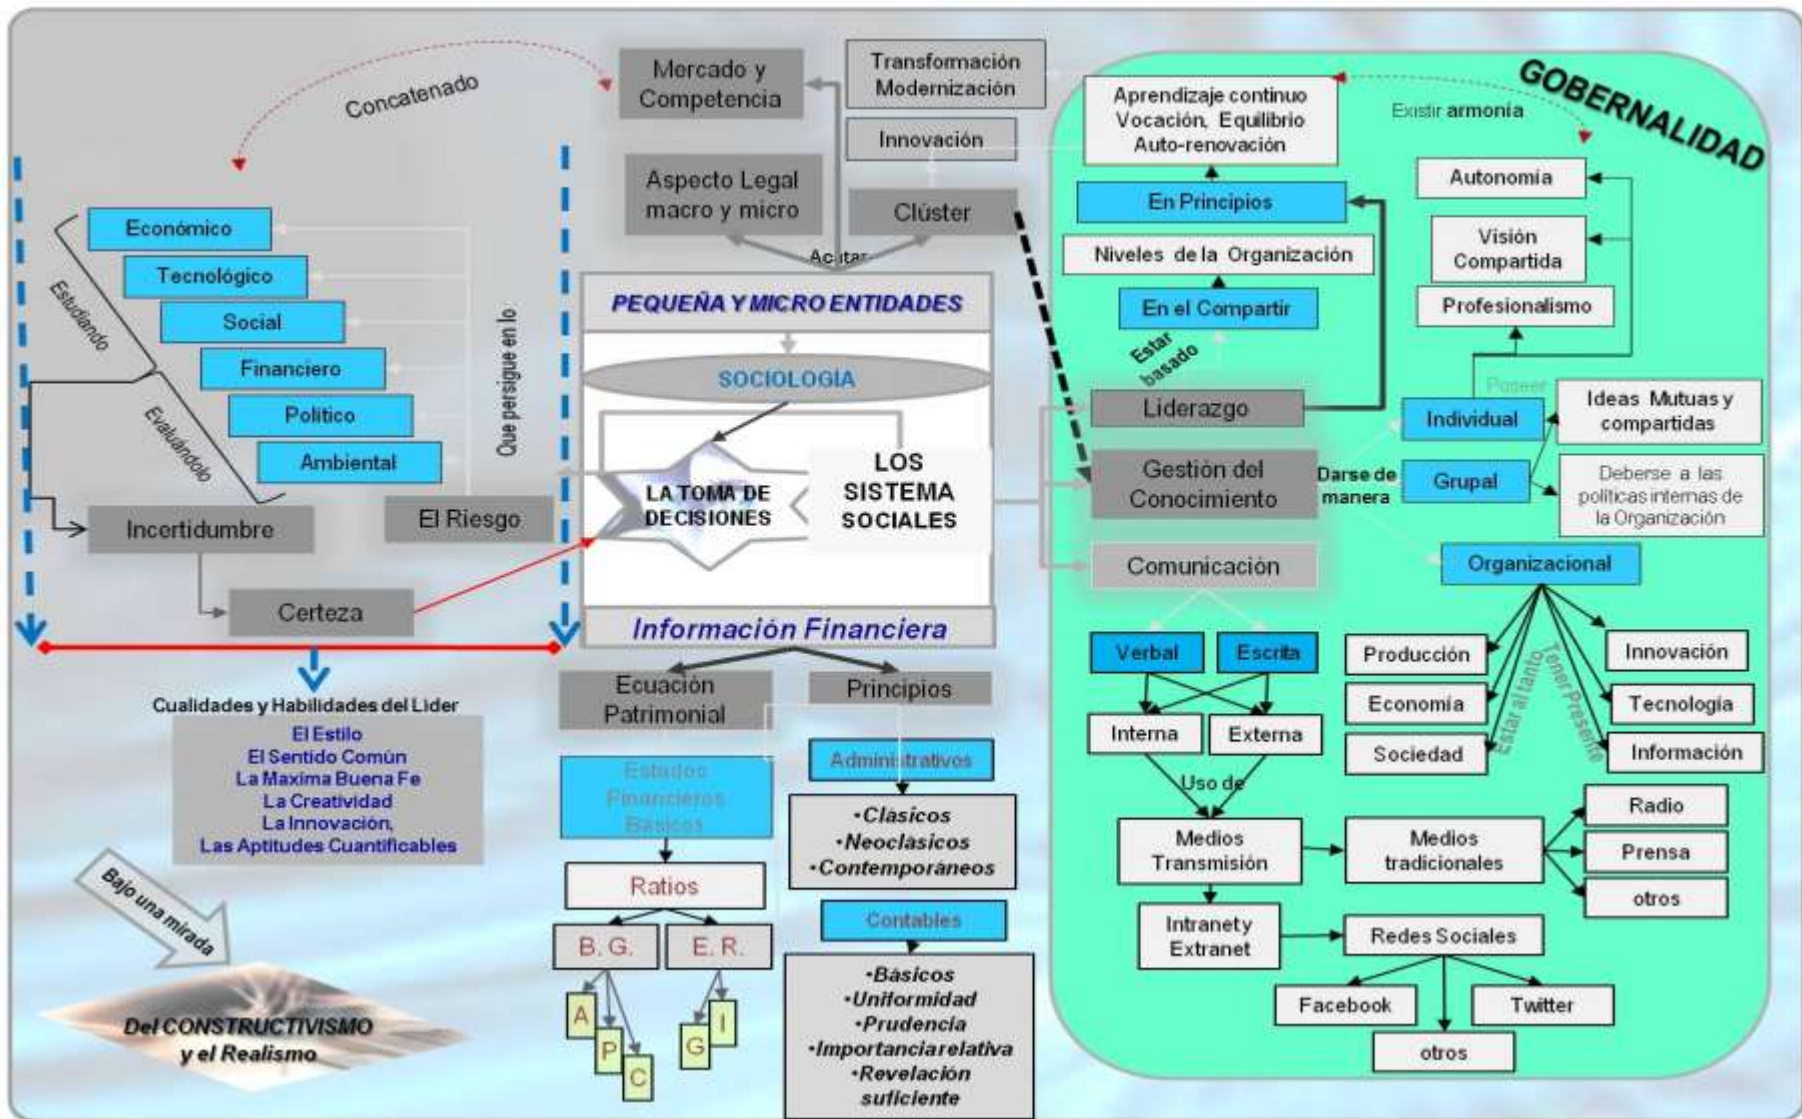 Concatenado
Mercado y
Competencia
Transformación
Modernización
Innovación
Aspecto Legal
macro y micro
Clúster
Acatar
Económico
Tecnológico
Social
Financiero
Político
Ambiental
Estudiando
Evaluándolo
Que persigue en lo
Incertidumbre
El Riesgo
Certeza
PEQUEÑA Y MICRO ENTIDADES
SOCIOLOGÍA
LA TOMA DE
DECISIONES
LOS
SISTEMA
SOCIALES
Información Financiera
Cualidades y Habilidades del Lider
El Estilo
El Sentido Común
La Maxima Buena Fe
La Creatividad
La Innovación,
Las Aptitudes Cuantificables
Bajo una mirada
Del CONSTRUCTIVISMO
y el Realismo
Ecuación
Patrimonial
Principios
Estados
Financieros
Básicos
Ratios
B. G.
E. R.
A
P
C
G
I
Administrativos
•Clásicos
•Neoclásicos
•Contemporáneos
Contables
•Básicos
•Uniformidad
•Prudencia
•Importancia relativa
•Revelación
suficiente
GOBERNALIDAD
Aprendizaje continuo
Vocación, Equilibrio
Auto-renovación
Existir armonía
En Principios
Niveles de la Organización
En el Compartir
Estar
basado
Liderazgo
Gestión del
Conocimiento
Comunicación
Autonomía
Visión
Compartida
Profesionalismo
Poseer
Darse de
manera
Individual
Grupal
Ideas Mutuas y
compartidas
Deberse a las
políticas internas de
la Organización
Organizacional
Producción
Economía
Sociedad
Estar al tanto
Tener Presente
Innovación
Tecnología
Información
Verbal
Escrita
Interna
Externa
Uso de
Medios
Transmisión
Medios
tradicionales
Radio
Prensa
otros
Intranet y
Extranet
Redes Sociales
Facebook
Twitter
otros